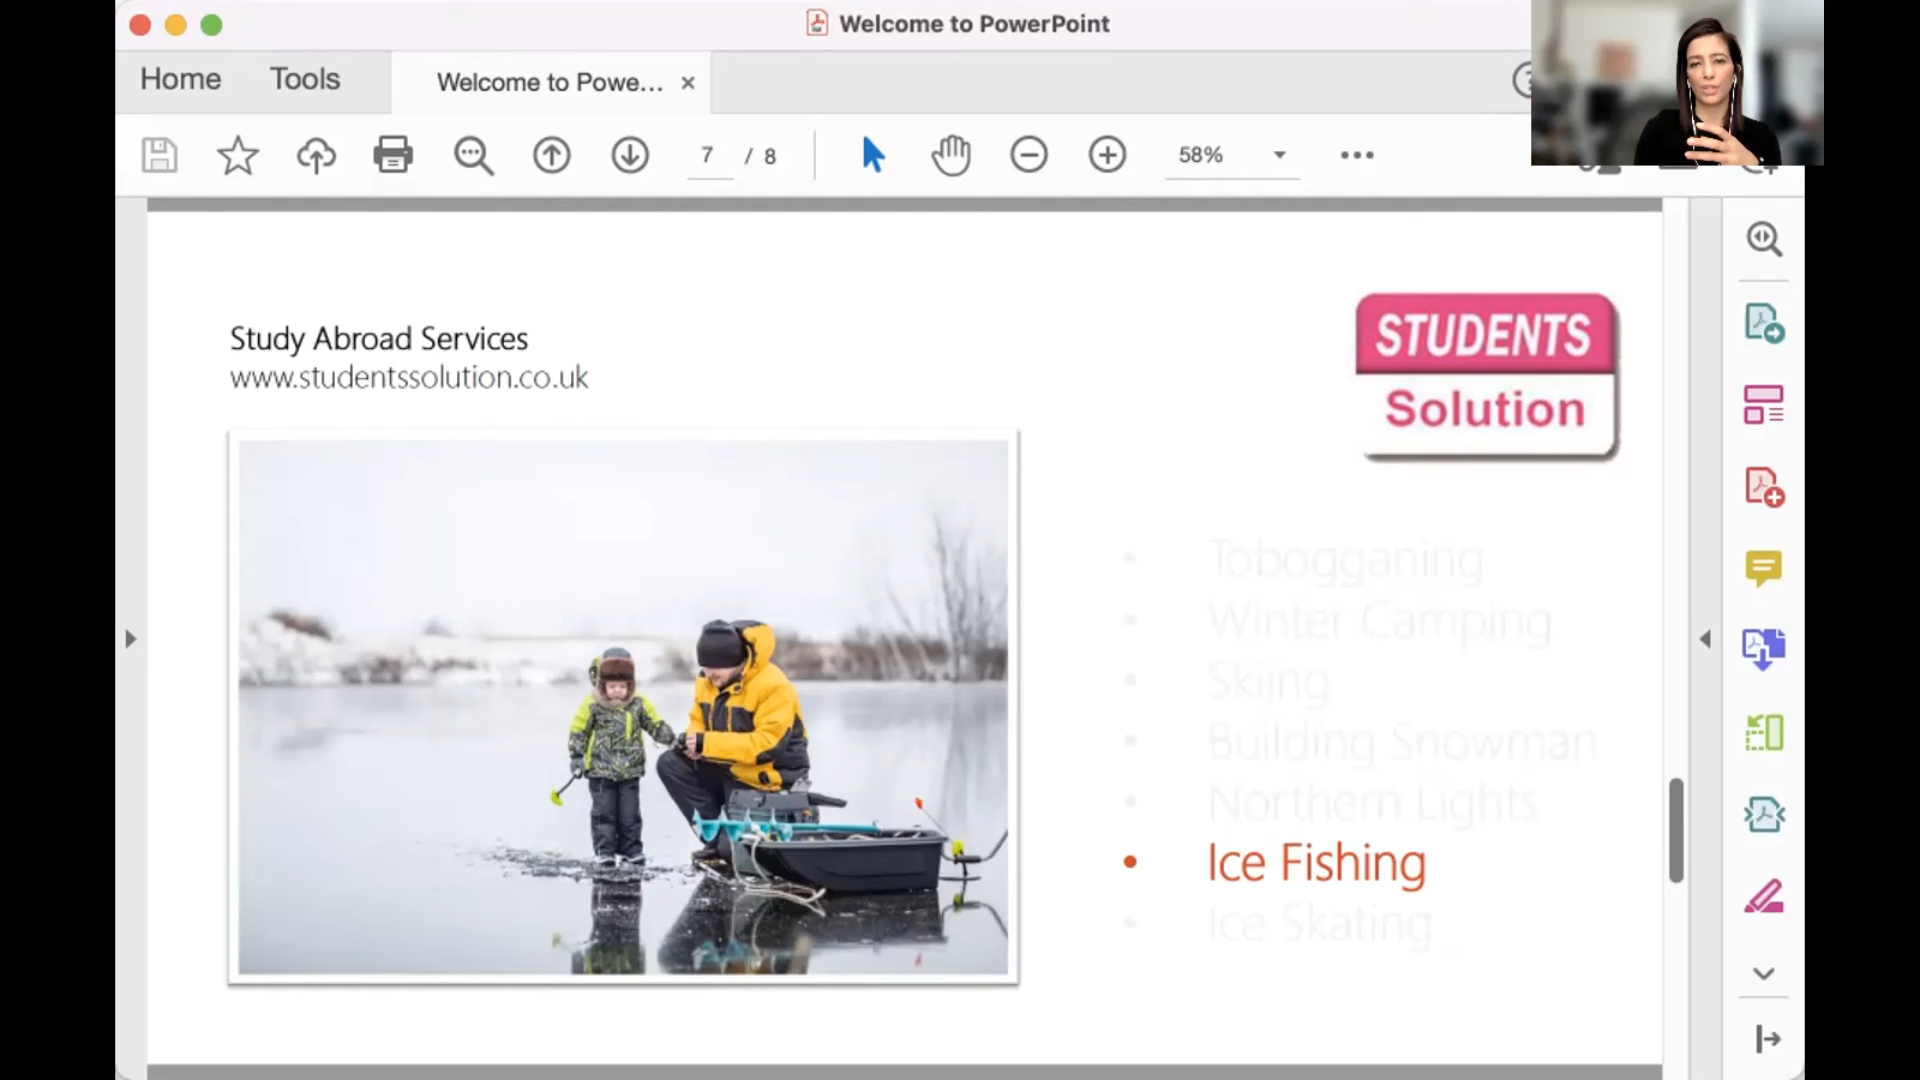 Welcome to PowerPoint
Home
Tools
Welcome to Powe...
7 / 8
58%
Study Abroad Services
www.studentssolution.co.uk
STUDENTS
Solution
Tobogganing
Winter Camping
Skiing
Building Snowman
Northern Lights
Ice Fishing
Ice Skating